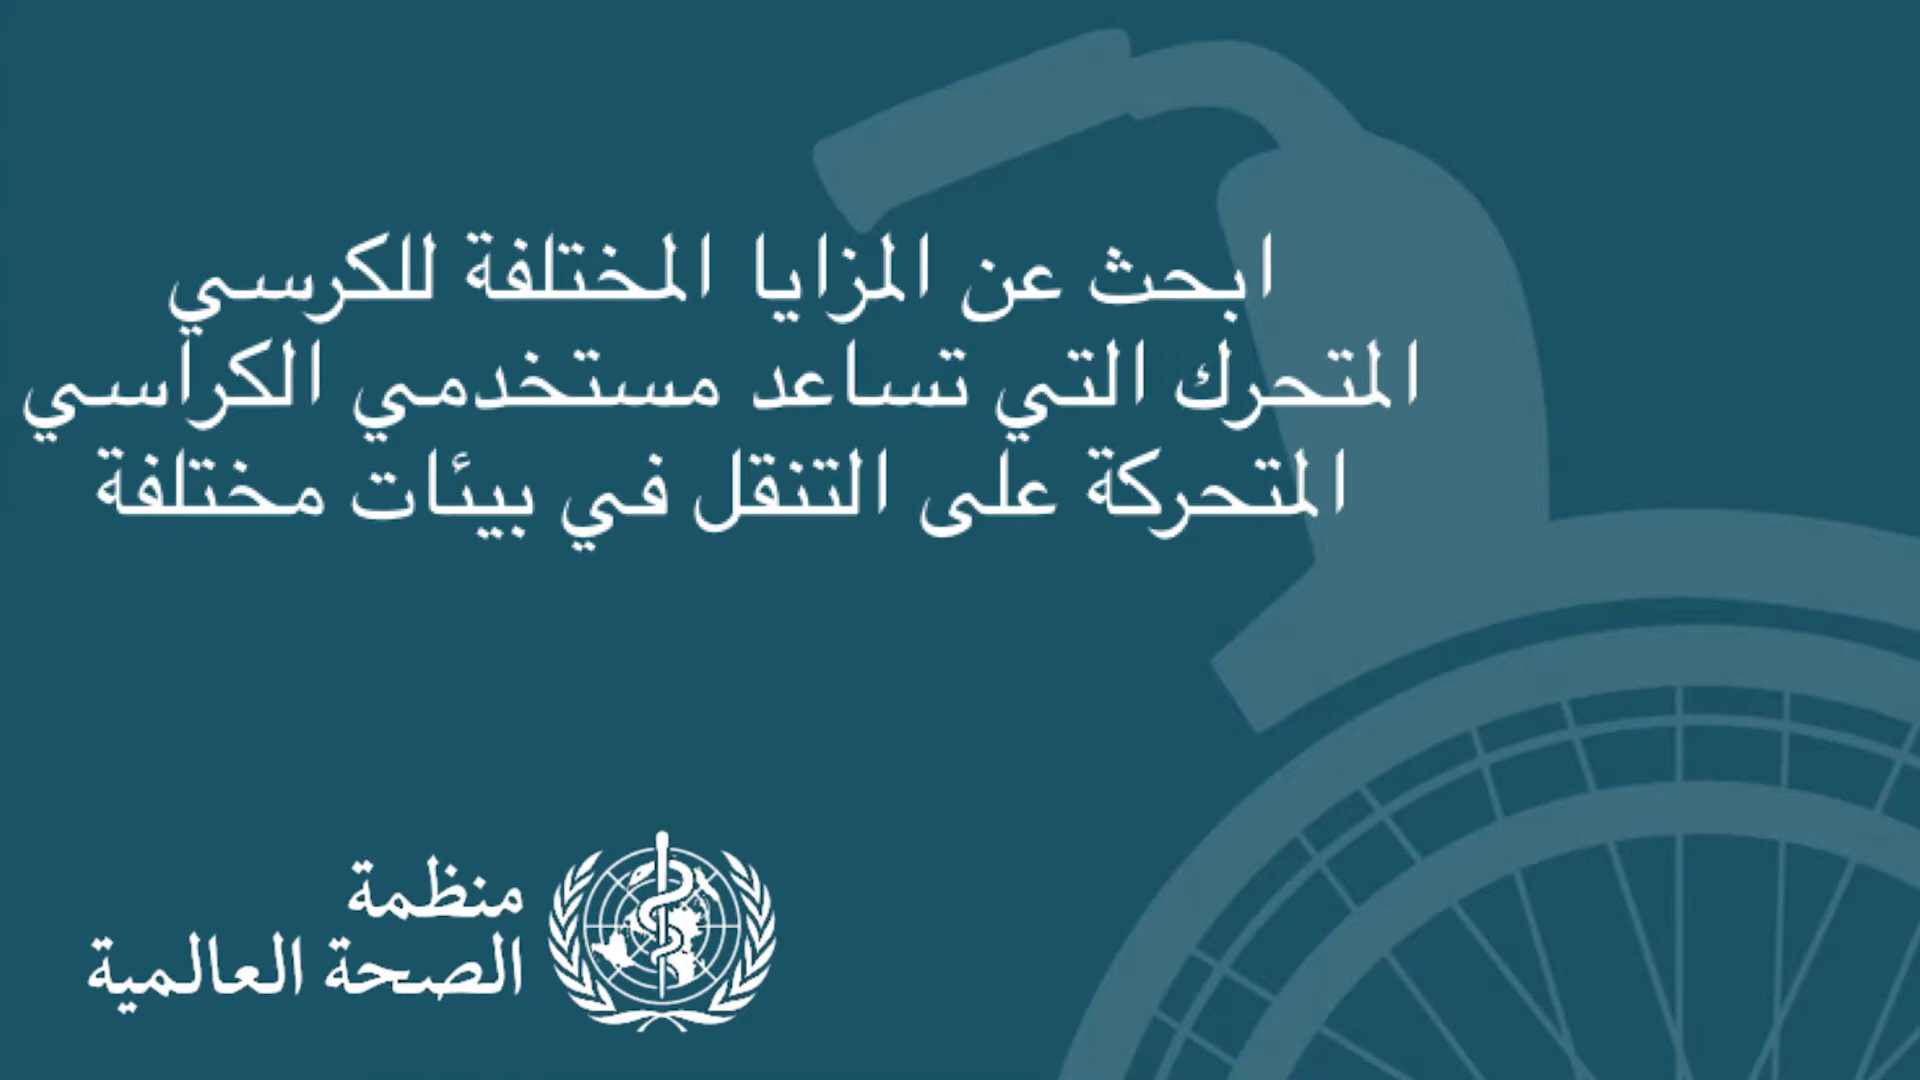 ابحث عن المزايا المختلفة للكرسي
المتحرك التي تساعد مستخدمي الكراسي
المتحركة على التنقل في بيئات مختلفة
منظمة
الصحة العالمية